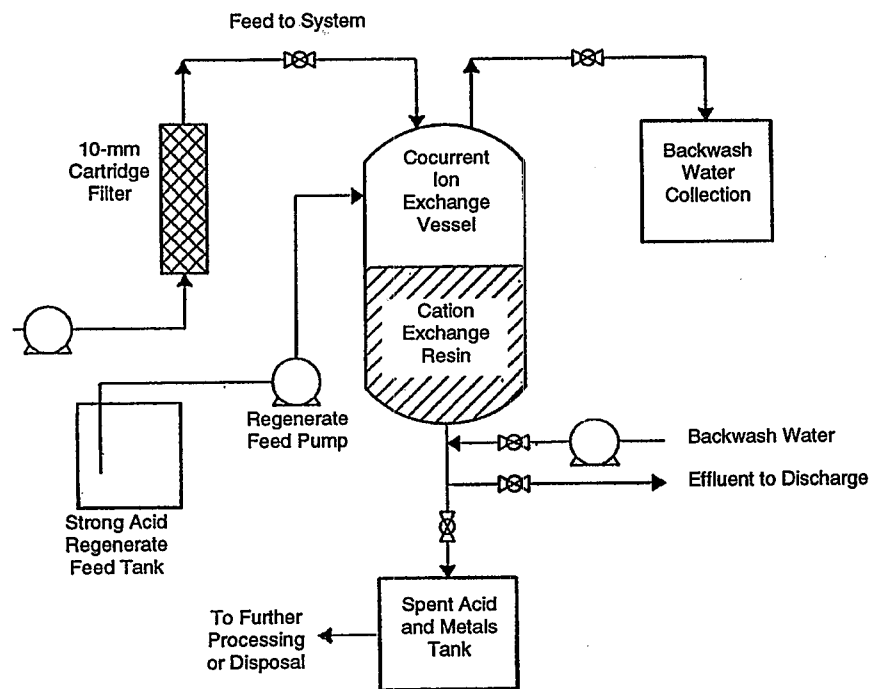 Feed to System
10-mm
Cartridge
Filter
Cocurrent
Ion
Exchange
Vessel
Backwash
Water
Collection
Cation
Exchange
Resin
Regenerate
Feed Pump
Backwash Water
Effluent to Discharge
Strong Acid
Regenerate
Feed Tank
Spent Acid
and Metals
Tank
To Further
Processing
or Disposal